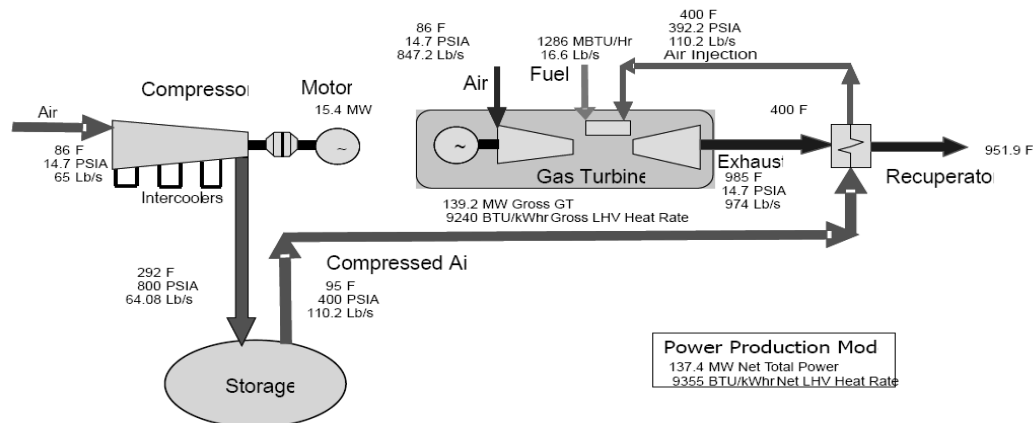 Air
86 F
14.7 PSIA
65 Lb/s
Compressor
Intercoolers
Motor
15.4 MW
~
292 F
800 PSIA
64.08 Lb/s
Storage
86 F
14.7 PSIA
847.2 Lb/s
Air
1286 MBTU/Hr
16.6 Lb/s
Fuel
400 F
392.2 PSIA
110.2 Lb/s
Air Injection
~
Gas Turbine
139.2 MW Gross GT
9240 BTU/kWhr Gross LHV Heat Rate
400 F
Exhaust
985 F
14.7 PSIA
974 Lb/s
951.9 F
Recuperator
Compressed Ai
95 F
400 PSIA
110.2 Lb/s
Power Production Mod
137.4 MW Net Total Power
9355 BTU/kWhr Net LHV Heat Rate